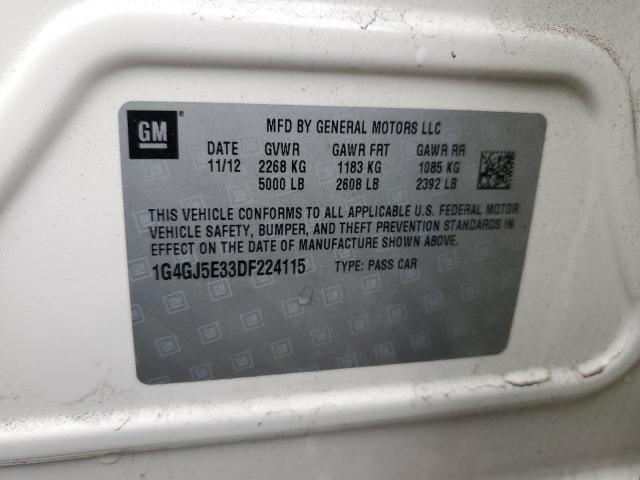 GM® MFD BY GENERAL MOTORS LLC
DATE GVWR GAWR FRT GAWR RR
11/12 2268 KG 1183 KG 1085 KG
5000 LB 2608 LB 2392 LB
THIS VEHICLE CONFORMS TO ALL APPLICABLE U.S. FEDERAL MOTOR
VEHICLE SAFETY, BUMPER, AND THEFT PREVENTION STANDARDS IN
EFFECT ON THE DATE OF MANUFACTURE SHOWN ABOVE.
1G4GJ5E33DF224115 TYPE: PASS CAR